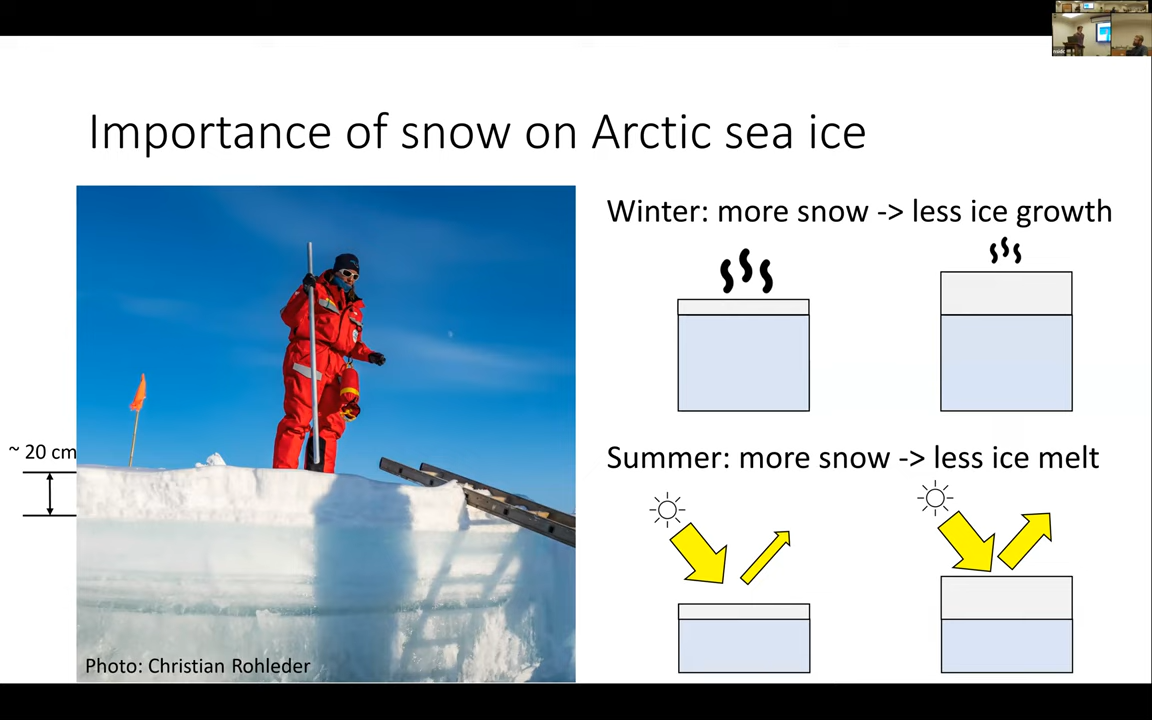 Importance of snow on Arctic sea ice
Winter: more snow -> less ice growth
~ 20 cm
Summer: more snow -> less ice melt
Photo: Christian Rohleder